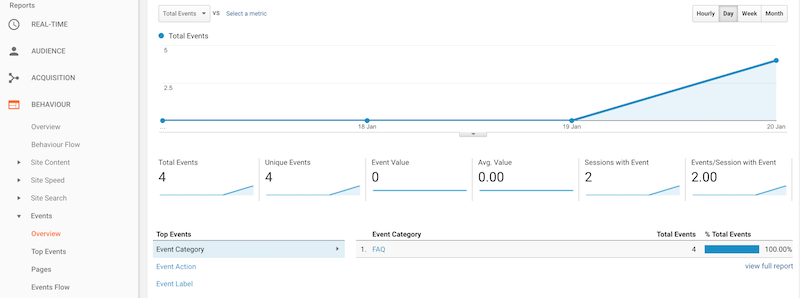 Reports
REAL-TIME
AUDIENCE
ACQUISITION
BEHAVIOUR
Overview
Behaviour Flow
Site Content
Site Speed
Site Search
Events
Overview
Top Events
Pages
Events Flow
Total Events VS Select a metric
Hourly Day Week Month
Total Events
5
2.5
... 18 Jan 19 Jan 20 Jan
Total Events Unique Events Event Value Avg. Value Sessions with Event Events/Session with Event
4 4 0 0.00 2 2.00
Top Events Event Category Total Events % Total Events
Event Category 1. FAQ 4 100.00%
Event Action view full report
Event Label